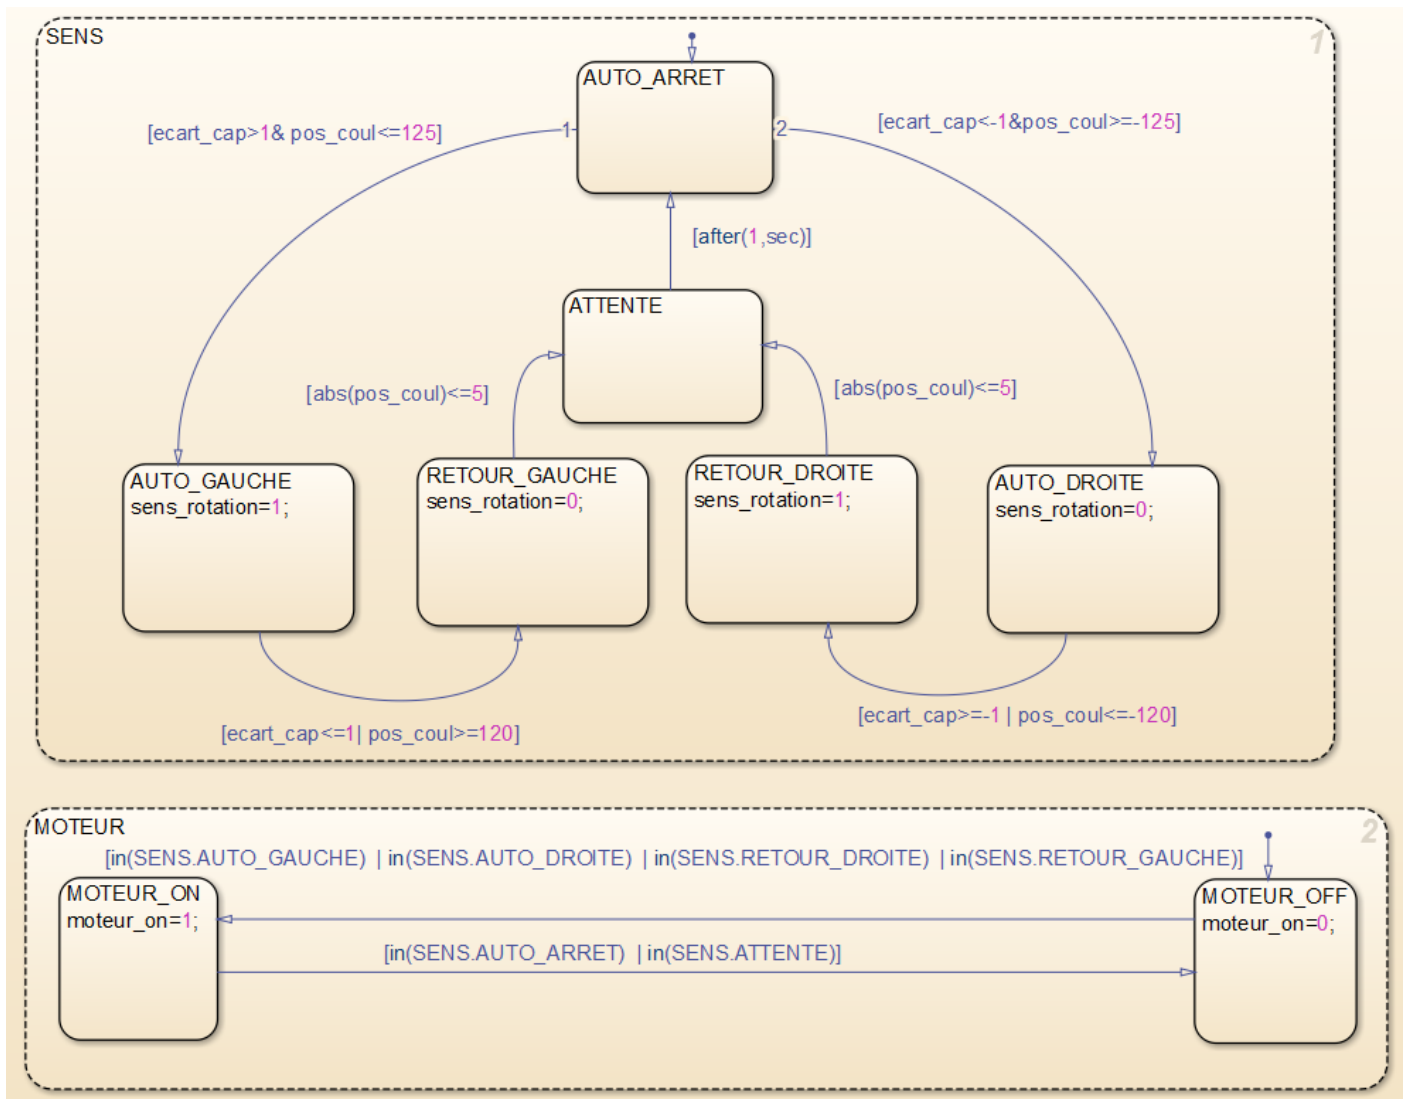 SENS
1
AUTO_ARRET
[ecart_cap>1& pos_coul<=125]
1
2
[ecart_cap<-1&pos_coul>=-125]
[after(1,sec)]
ATTENTE
[abs(pos_coul)<=5]
[abs(pos_coul)<=5]
AUTO_GAUCHE
sens_rotation=1;
RETOUR_GAUCHE
sens_rotation=0;
RETOUR_DROITE
sens_rotation=1;
AUTO_DROITE
sens_rotation=0;
[ecart_cap<=1| pos_coul>=120]
[ecart_cap>=-1 | pos_coul<=-120]
MOTEUR
2
[in(SENS.AUTO_GAUCHE) | in(SENS.AUTO_DROITE) | in(SENS.RETOUR_DROITE) | in(SENS.RETOUR_GAUCHE)]
MOTEUR_ON
moteur_on=1;
MOTEUR_OFF
moteur_on=0;
[in(SENS.AUTO_ARRET) | in(SENS.ATTENTE)]